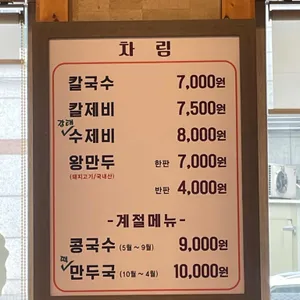 차림
칼국수 7,000원
칼제비 7,500원
수제비 8,000원
왕만두 한판 7,000원
(돼지고기/국내산)
반판 4,000원
-계절메뉴-
콩국수 (5월~9월) 9,000원
만두국 (10월~4월) 10,000원